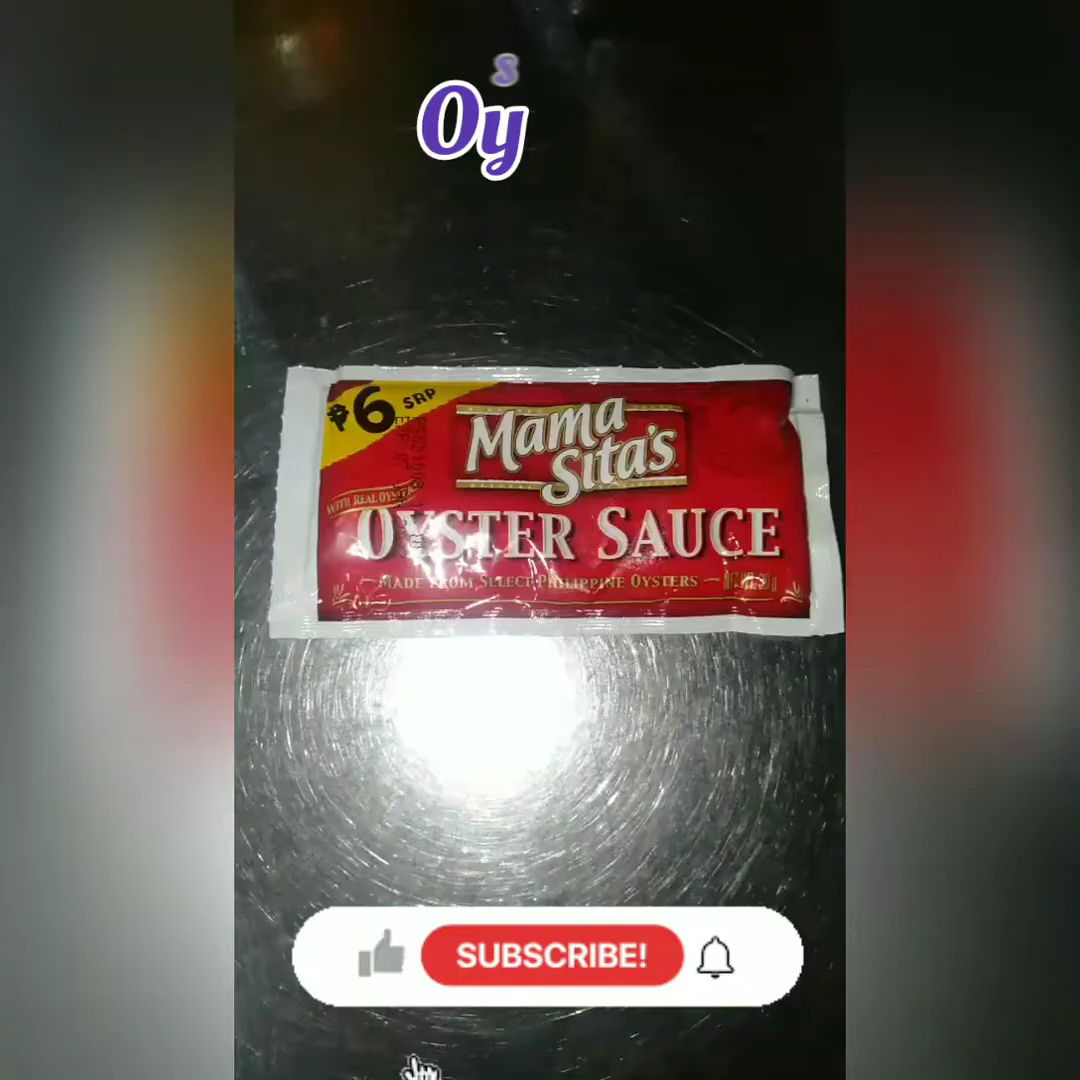 s
Oy
₱6 SRP
Mama
Sita's
WITH REAL OYSTERS
OYSTER SAUCE
MADE FROM SELECT PHILIPPINE OYSTERS
SUBSCRIBE!